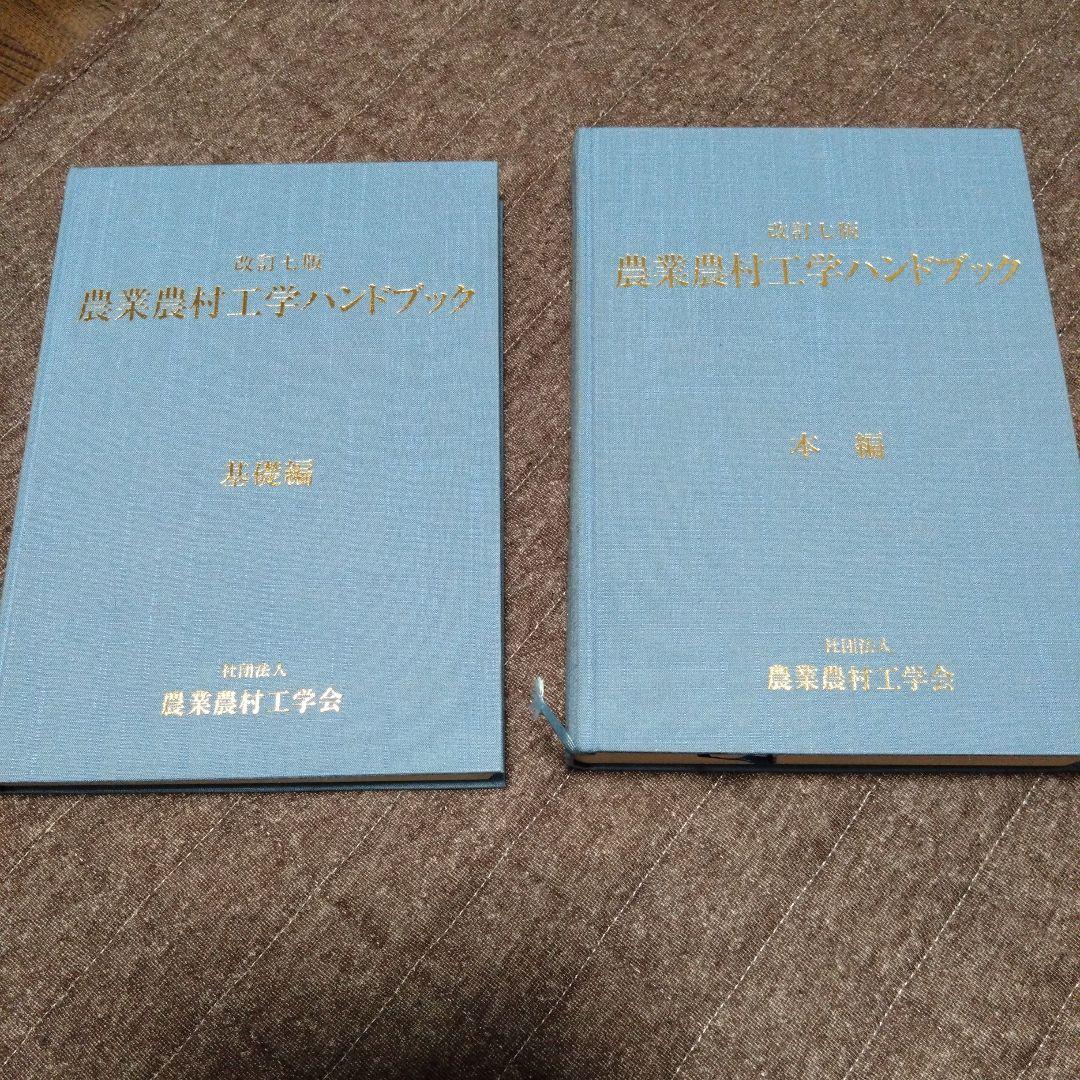 改訂七版
農業農村工学ハンドブック
基礎編
社団法人
農業農村工学会
改訂七版
農業農村工学ハンドブック
本編
社団法人
農業農村工学会